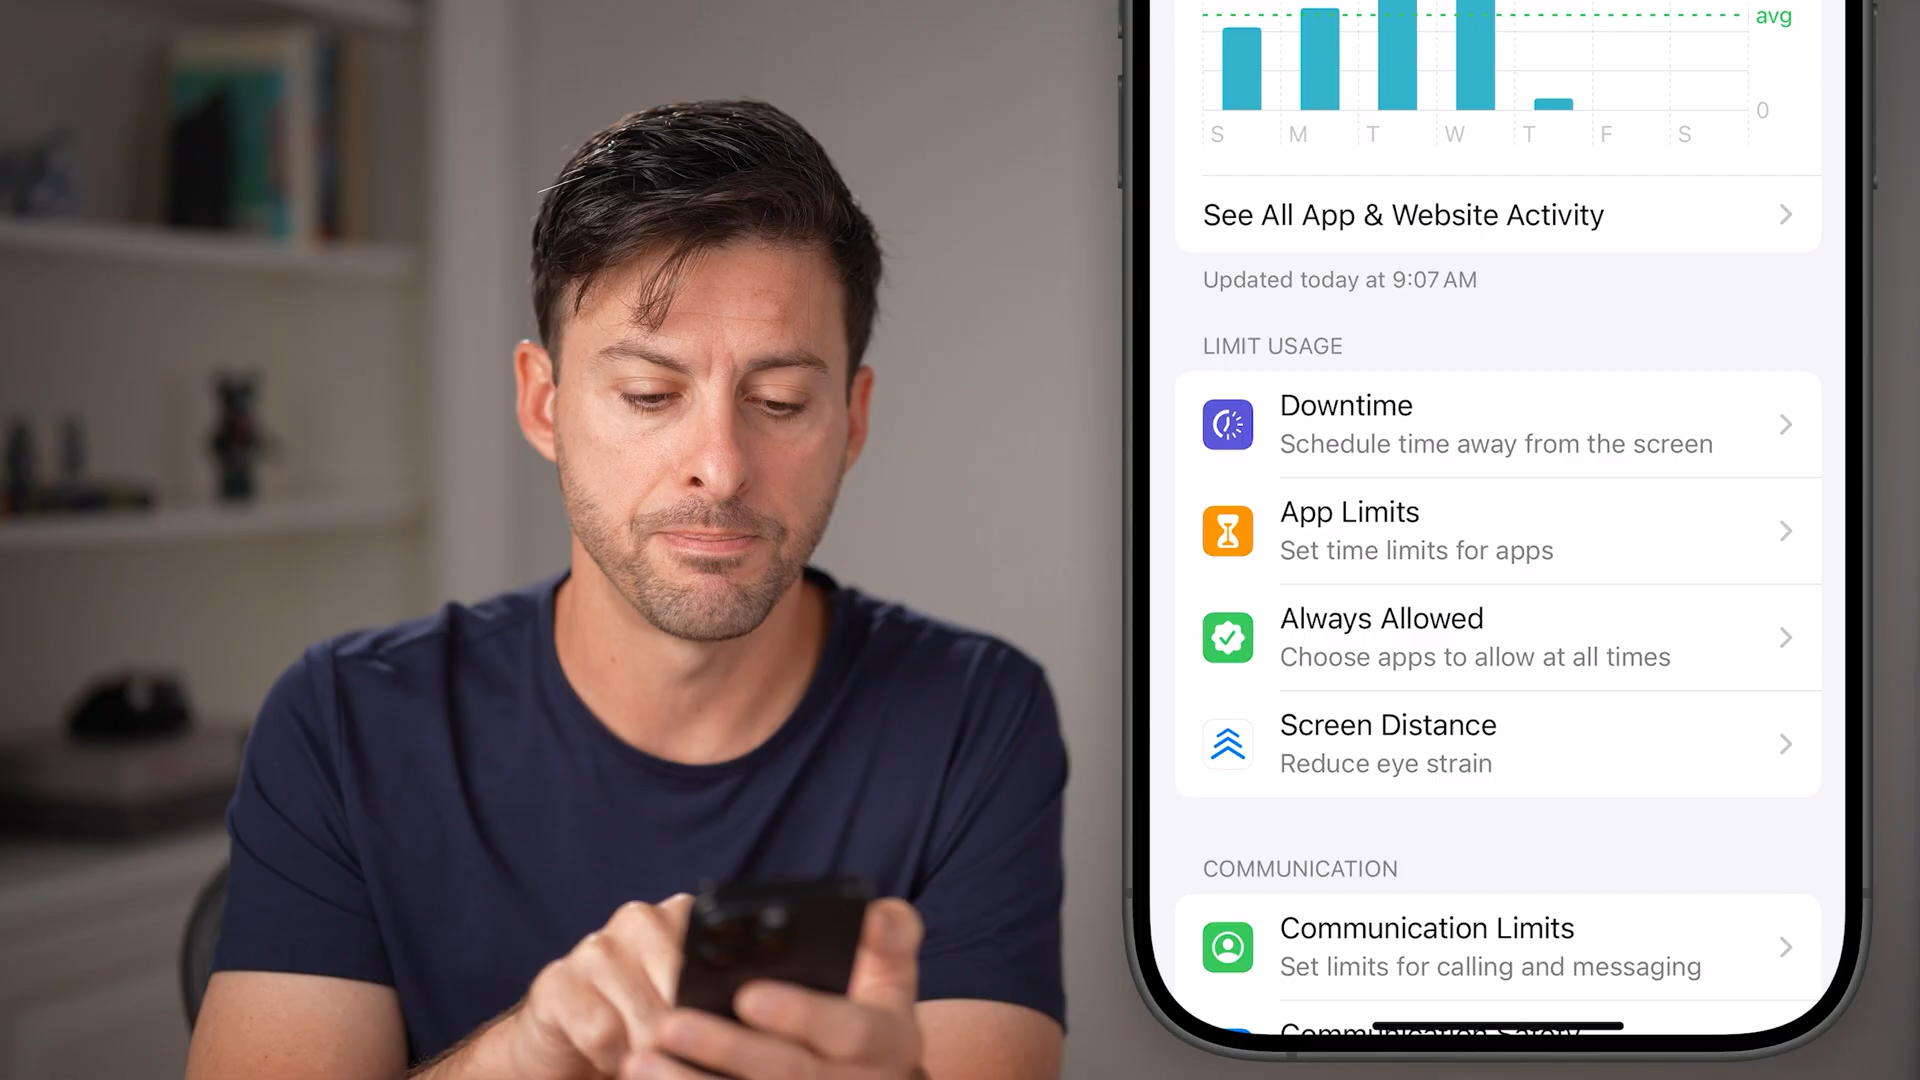 avg
0
S M T W T F S
See All App & Website Activity
Updated today at 9:07 AM
LIMIT USAGE
Downtime
Schedule time away from the screen
App Limits
Set time limits for apps
Always Allowed
Choose apps to allow at all times
Screen Distance
Reduce eye strain
COMMUNICATION
Communication Limits
Set limits for calling and messaging
Communication Safety